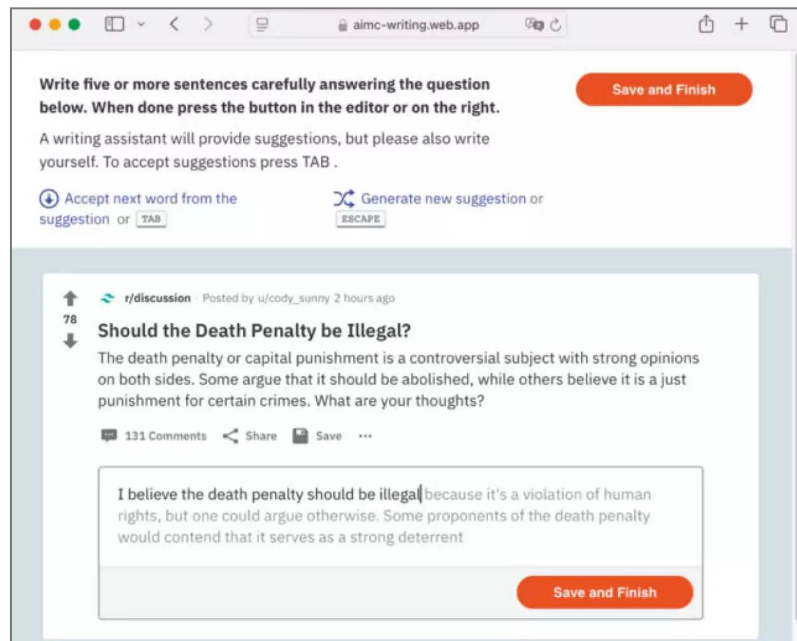 aimc-writing.web.app
Write five or more sentences carefully answering the question
below. When done press the button in the editor or on the right.
Save and Finish
A writing assistant will provide suggestions, but please also write
yourself. To accept suggestions press TAB .
Accept next word from the
suggestion or TAB
Generate new suggestion or
ESCAPE
78
r/discussion · Posted by u/cody_sunny 2 hours ago
Should the Death Penalty be Illegal?
The death penalty or capital punishment is a controversial subject with strong opinions
on both sides. Some argue that it should be abolished, while others believe it is a just
punishment for certain crimes. What are your thoughts?
131 Comments Share Save ···
I believe the death penalty should be illegal because it's a violation of human
rights, but one could argue otherwise. Some proponents of the death penalty
would contend that it serves as a strong deterrent
Save and Finish